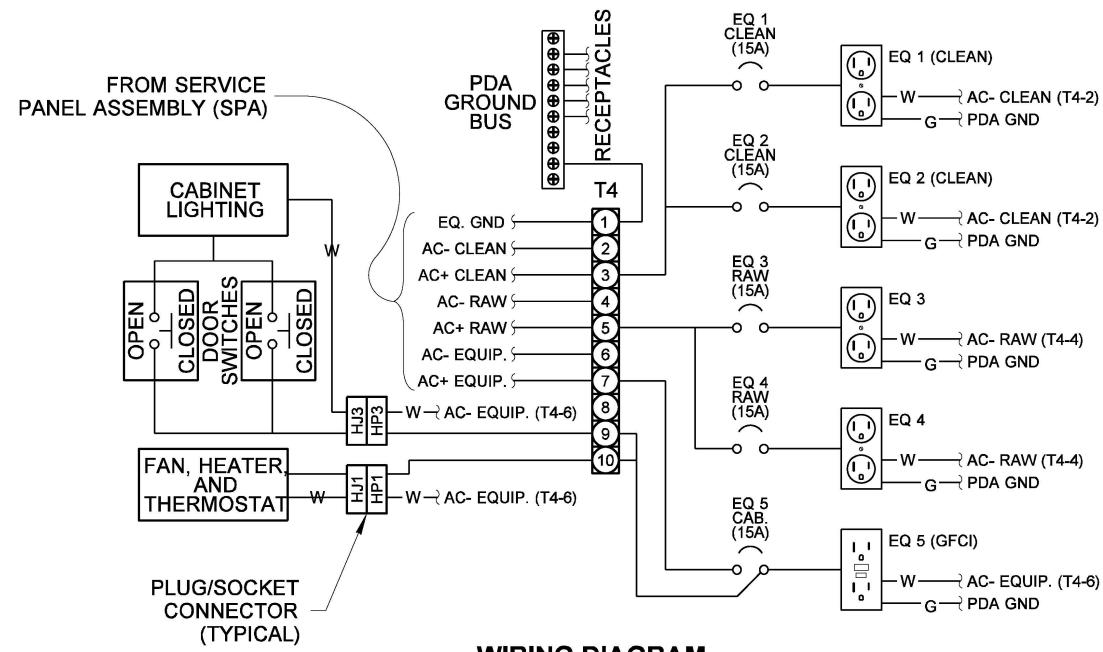 FROM SERVICE
PANEL ASSEMBLY (SPA)
PDA
GROUND
BUS
RECEPTACLES
CABINET
LIGHTING
W
OPEN
CLOSED
DOOR
SWITCHES
OPEN
CLOSED
T4
EQ. GND
1
AC- CLEAN
2
AC+ CLEAN
3
AC- RAW
4
AC+ RAW
5
AC- EQUIP.
6
AC+ EQUIP.
7
8
9
10
HJ3
HP3
W
AC- EQUIP. (T4-6)
FAN, HEATER,
AND
THERMOSTAT
W
HJ1
HP1
W
AC- EQUIP. (T4-6)
PLUG/SOCKET
CONNECTOR
(TYPICAL)
EQ 1
CLEAN
(15A)
EQ 1 (CLEAN)
W AC- CLEAN (T4-2)
G PDA GND
EQ 2
CLEAN
(15A)
EQ 2 (CLEAN)
W AC- CLEAN (T4-2)
G PDA GND
EQ 3
RAW
(15A)
EQ 3
W AC- RAW (T4-4)
G PDA GND
EQ 4
RAW
(15A)
EQ 4
W AC- RAW (T4-4)
G PDA GND
EQ 5
CAB.
(15A)
EQ 5 (GFCI)
W AC- EQUIP. (T4-6)
G PDA GND
WIRING DIAGRAM